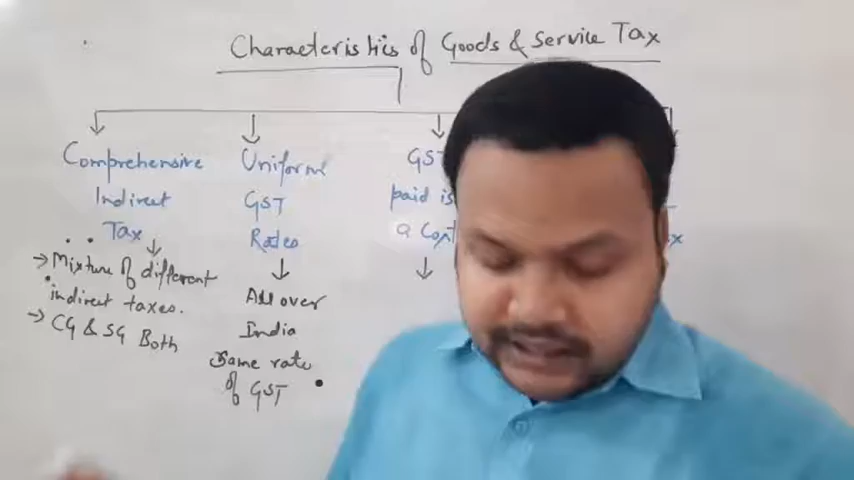 Characteristics of Goods & Service Tax
Comprehensive
Indirect
Tax
→ Mixture of different
indirect taxes.
→ CG & SG Both
Uniform
GST
Rates
All over
India
Same rate
of GST
GST
paid is
a